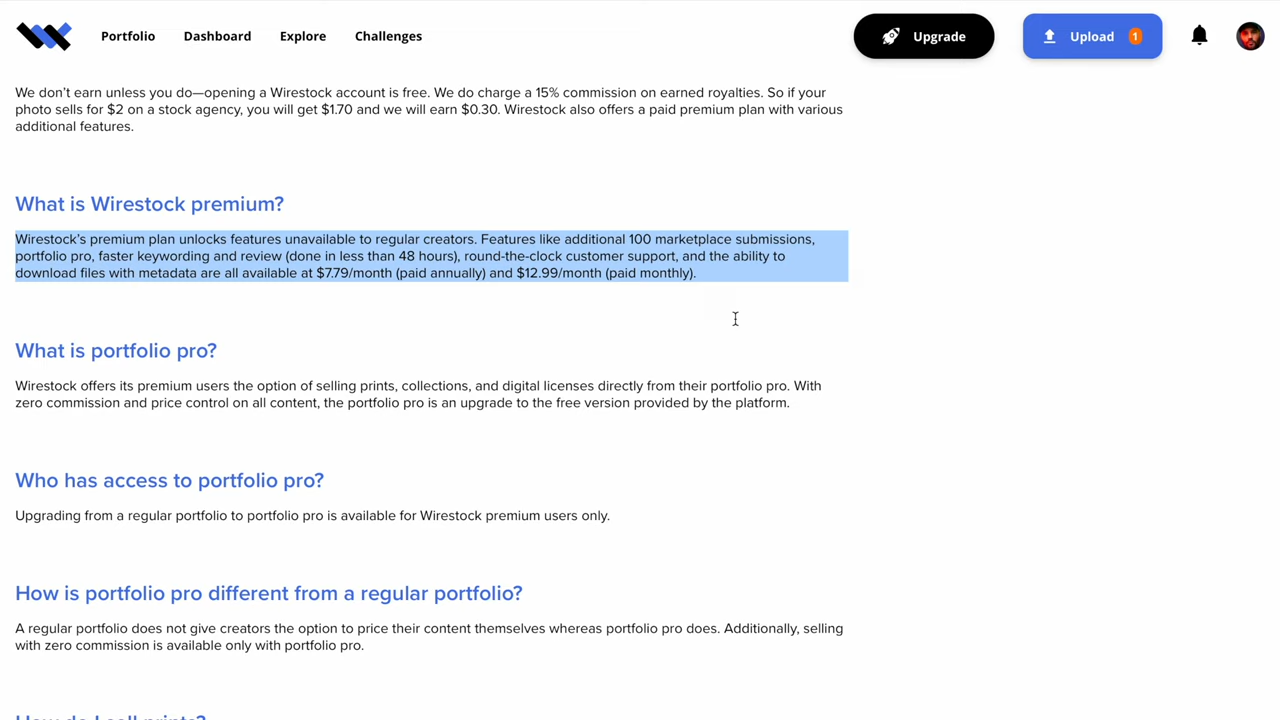 Portfolio Dashboard Explore Challenges Upgrade Upload 1
We don’t earn unless you do—opening a Wirestock account is free. We do charge a 15% commission on earned royalties. So if your
photo sells for $2 on a stock agency, you will get $1.70 and we will earn $0.30. Wirestock also offers a paid premium plan with various
additional features.
What is Wirestock premium?
Wirestock’s premium plan unlocks features unavailable to regular creators. Features like additional 100 marketplace submissions,
portfolio pro, faster keywording and review (done in less than 48 hours), round-the-clock customer support, and the ability to
download files with metadata are all available at $7.79/month (paid annually) and $12.99/month (paid monthly).
What is portfolio pro?
Wirestock offers its premium users the option of selling prints, collections, and digital licenses directly from their portfolio pro. With
zero commission and price control on all content, the portfolio pro is an upgrade to the free version provided by the platform.
Who has access to portfolio pro?
Upgrading from a regular portfolio to portfolio pro is available for Wirestock premium users only.
How is portfolio pro different from a regular portfolio?
A regular portfolio does not give creators the option to price their content themselves whereas portfolio pro does. Additionally, selling
with zero commission is available only with portfolio pro.
How do I sell prints?